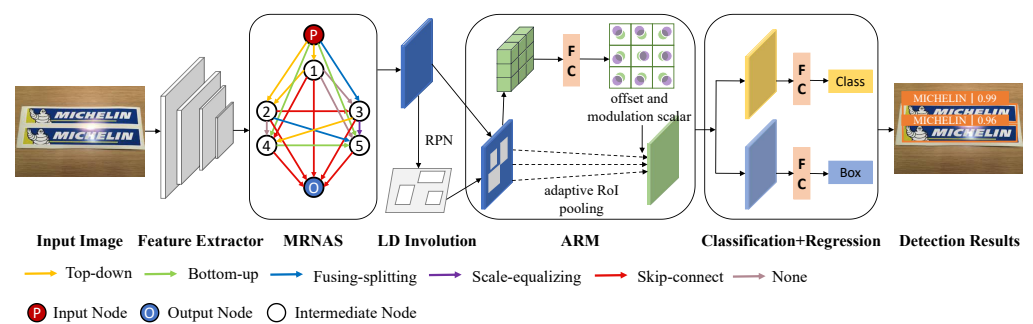 P
1
2
3
4
5
O
MICHELIN
MICHELIN
RPN
F
C
offset and
modulation scalar
adaptive RoI
pooling
F
C
Class
F
C
Box
MICHELIN | 0.99
MICHELIN | 0.96
MICHELIN
Input Image
Feature Extractor
MRNAS
LD Involution
ARM
Classification+Regression
Detection Results
Top-down
Bottom-up
Fusing-splitting
Scale-equalizing
Skip-connect
None
P Input Node
O Output Node
Intermediate Node